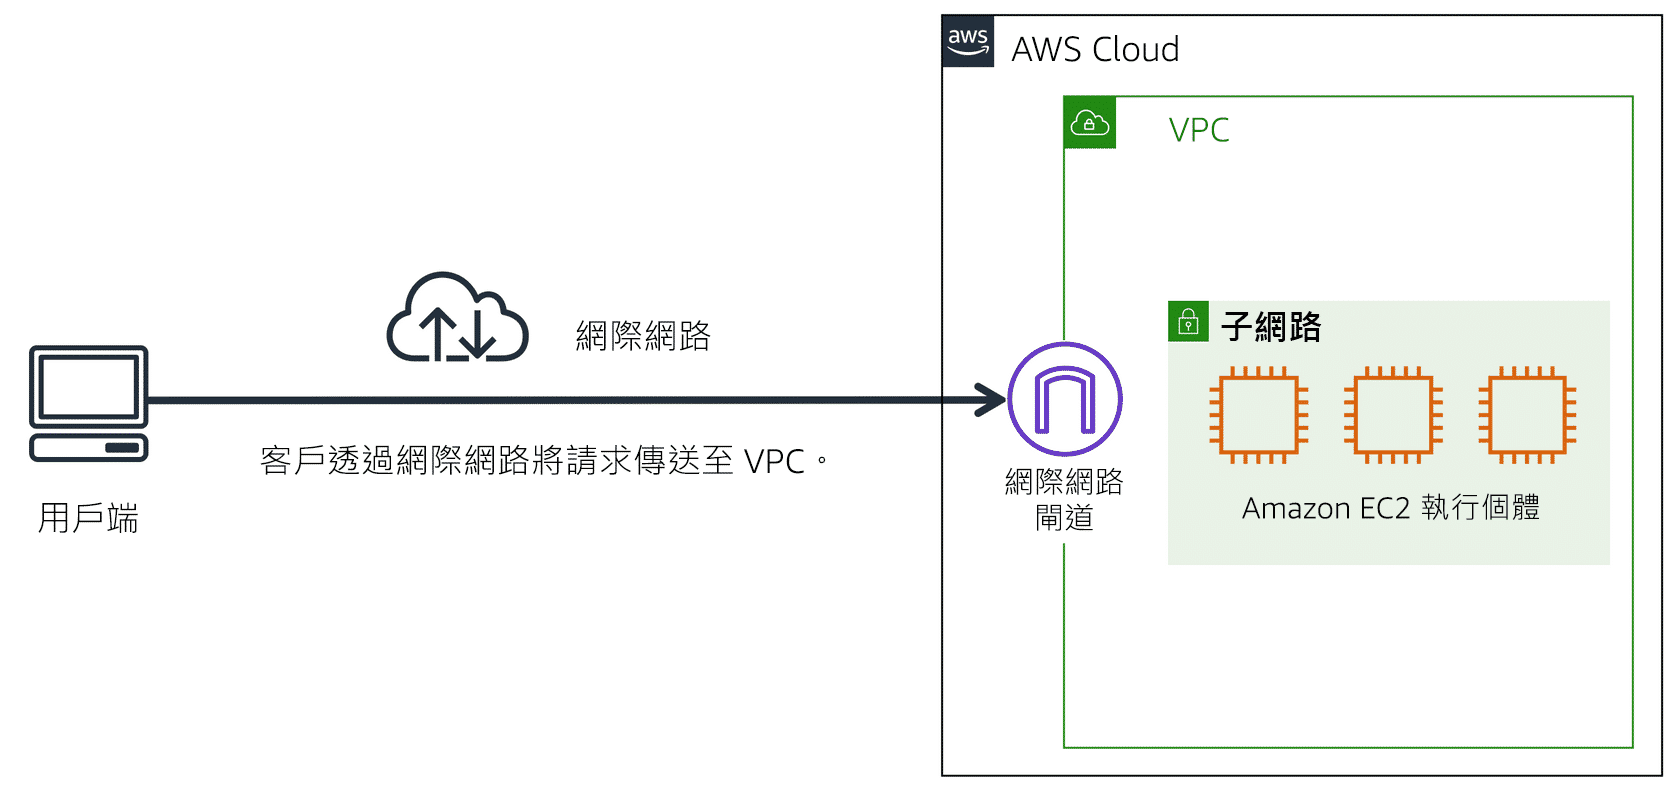 aws
AWS Cloud
VPC
網際網路
子網路
客戶透過網際網路將請求傳送至 VPC。
用戶端
網際網路
閘道
Amazon EC2 執行個體